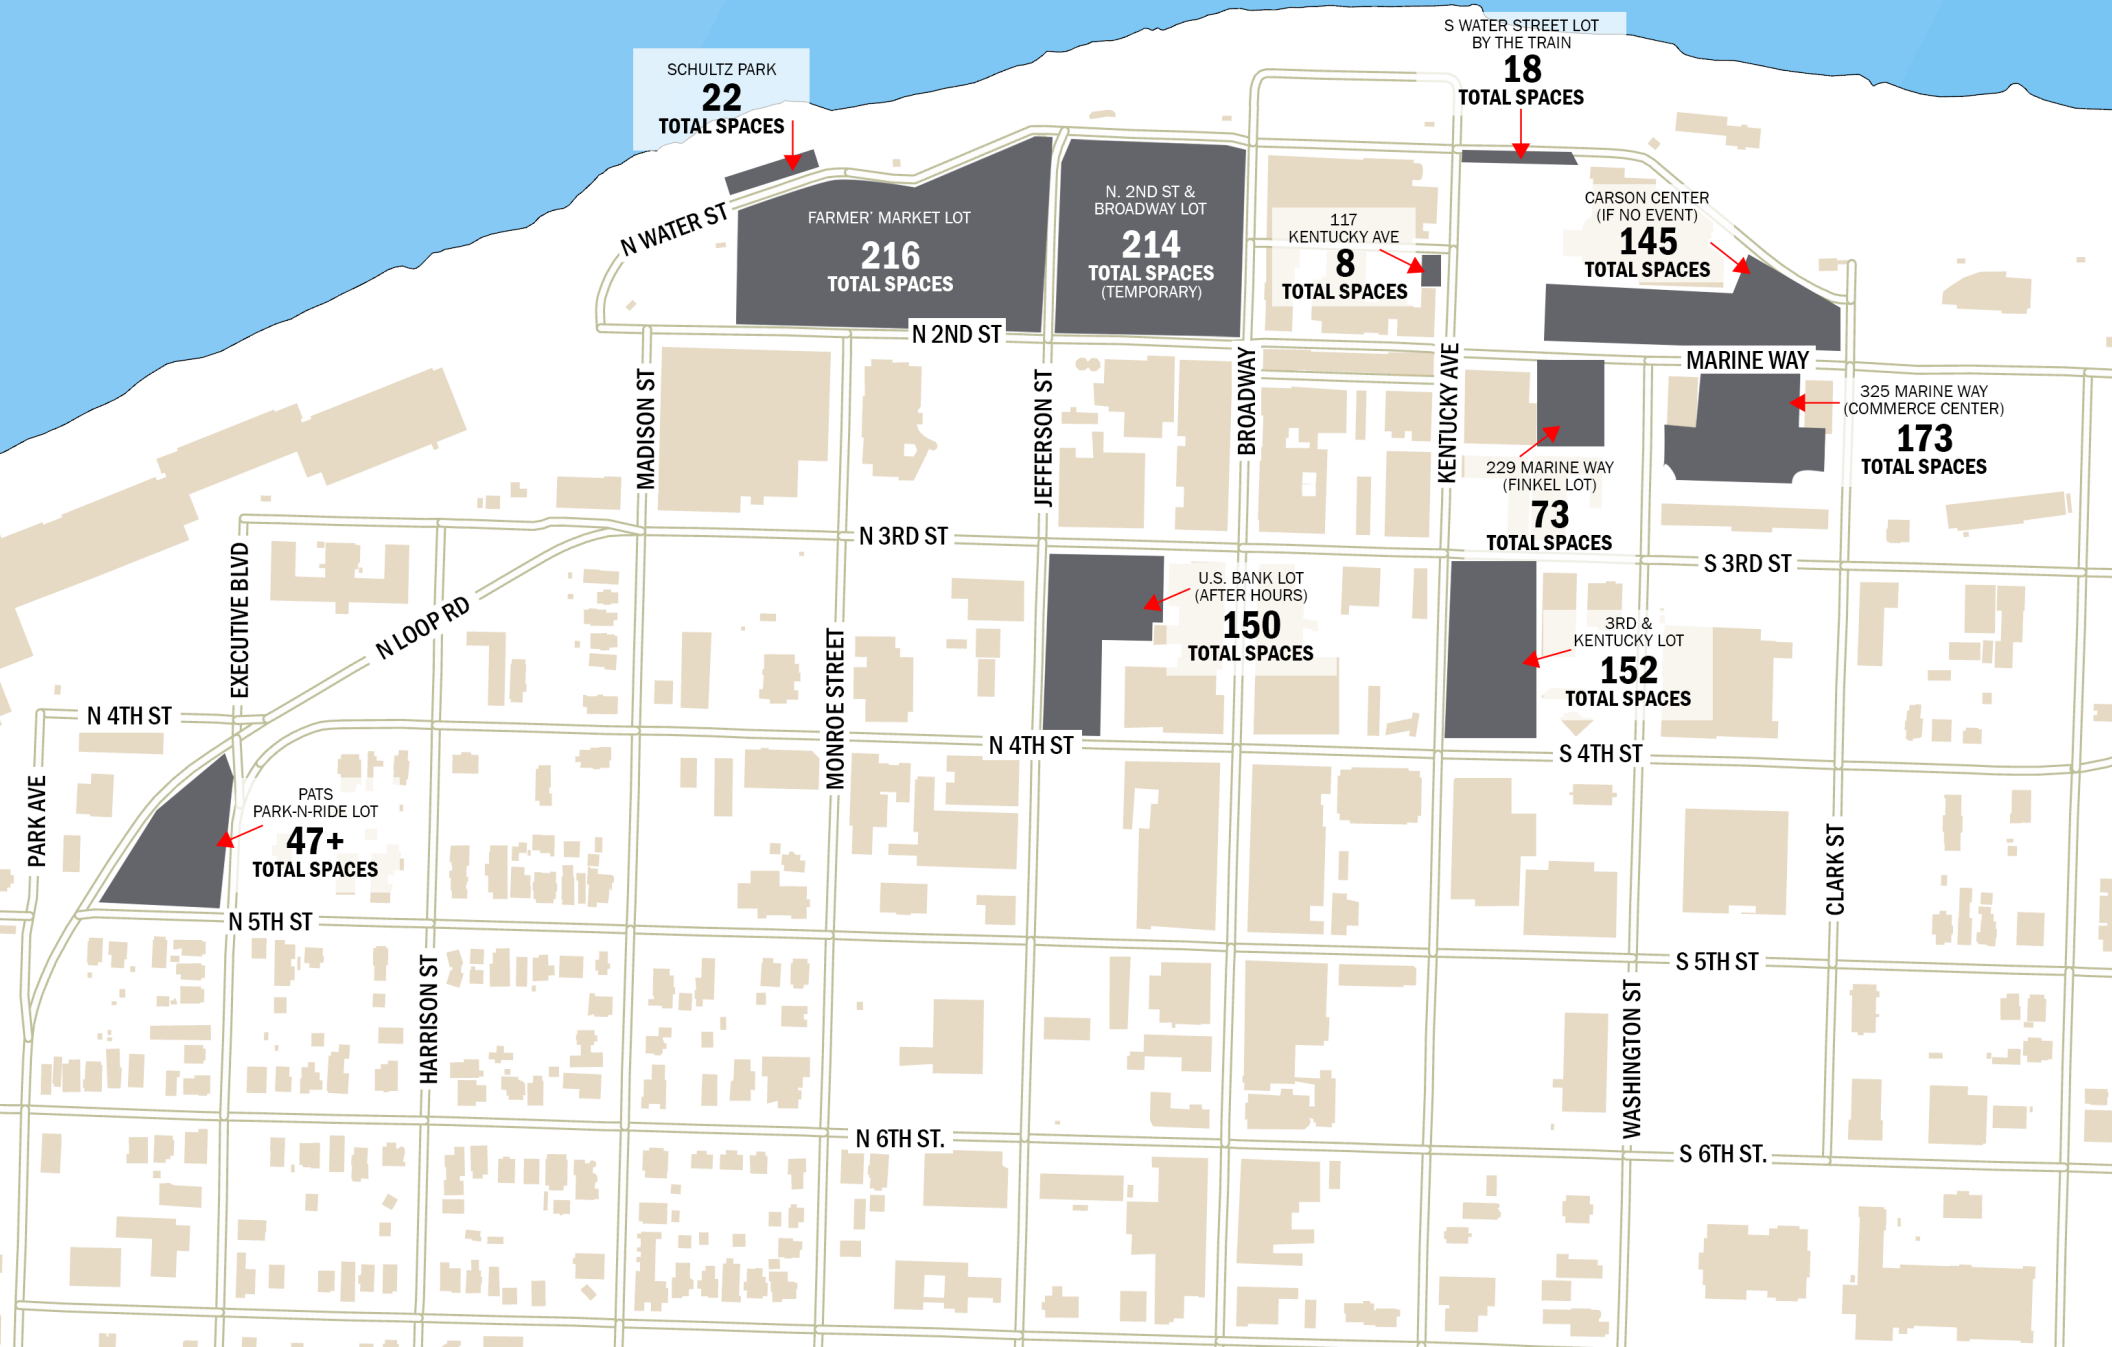 S WATER STREET LOT
BY THE TRAIN
18
TOTAL SPACES
SCHULTZ PARK
22
TOTAL SPACES
N WATER ST
FARMER’ MARKET LOT
216
TOTAL SPACES
N. 2ND ST &
BROADWAY LOT
214
TOTAL SPACES
(TEMPORARY)
117
KENTUCKY AVE
8
TOTAL SPACES
CARSON CENTER
(IF NO EVENT)
145
TOTAL SPACES
N 2ND ST
MARINE WAY
MADISON ST
JEFFERSON ST
BROADWAY
KENTUCKY AVE
325 MARINE WAY
(COMMERCE CENTER)
173
TOTAL SPACES
229 MARINE WAY
(FINKEL LOT)
73
TOTAL SPACES
N 3RD ST
S 3RD ST
EXECUTIVE BLVD
N LOOP RD
MONROE STREET
U.S. BANK LOT
(AFTER HOURS)
150
TOTAL SPACES
3RD &
KENTUCKY LOT
152
TOTAL SPACES
N 4TH ST
N 4TH ST
S 4TH ST
PARK AVE
PATS
PARK-N-RIDE LOT
47+
TOTAL SPACES
CLARK ST
N 5TH ST
S 5TH ST
HARRISON ST
WASHINGTON ST
N 6TH ST.
S 6TH ST.